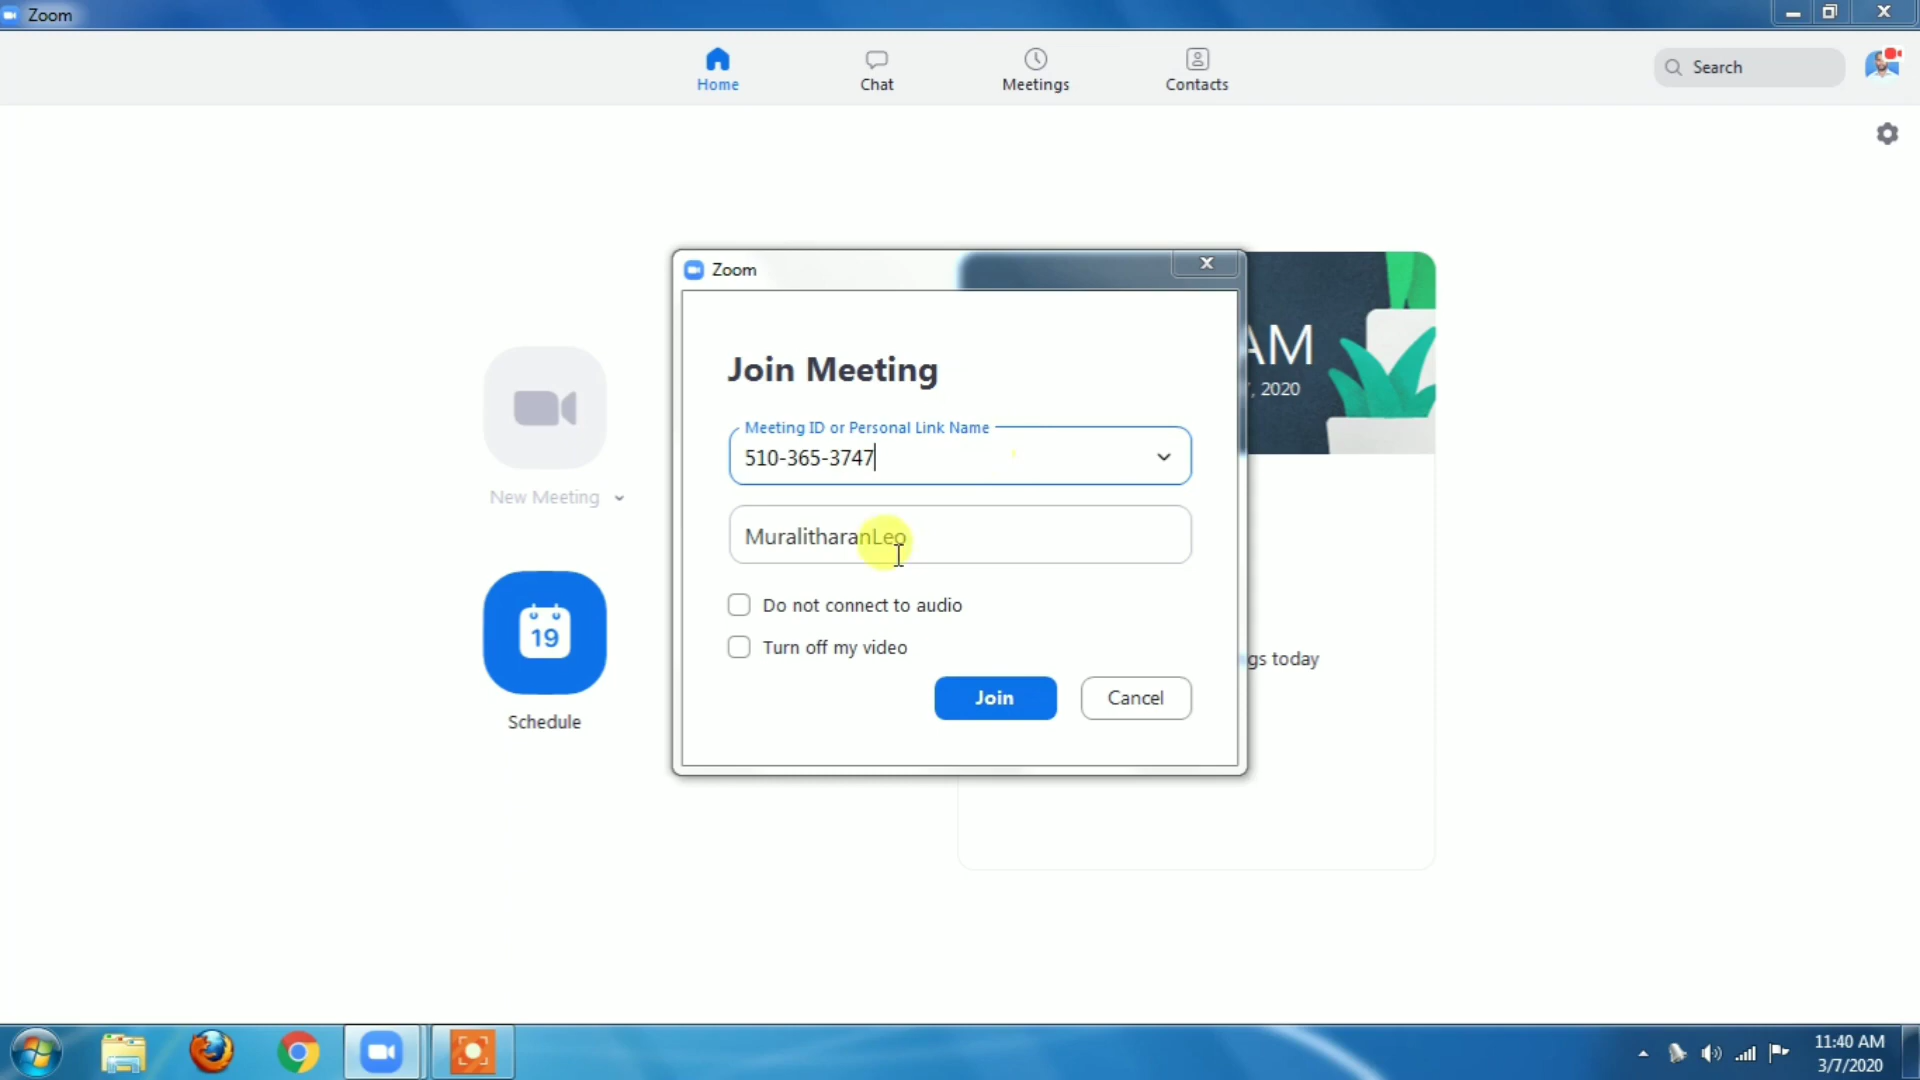 Zoom
Home
Chat
Meetings
Contacts
Search
Zoom
Join Meeting
Meeting ID or Personal Link Name
510-365-3747
MuralitharanLeo
Do not connect to audio
Turn off my video
Join
Cancel
New Meeting
19
Schedule
AM
, 2020
gs today
11:40 AM
3/7/2020